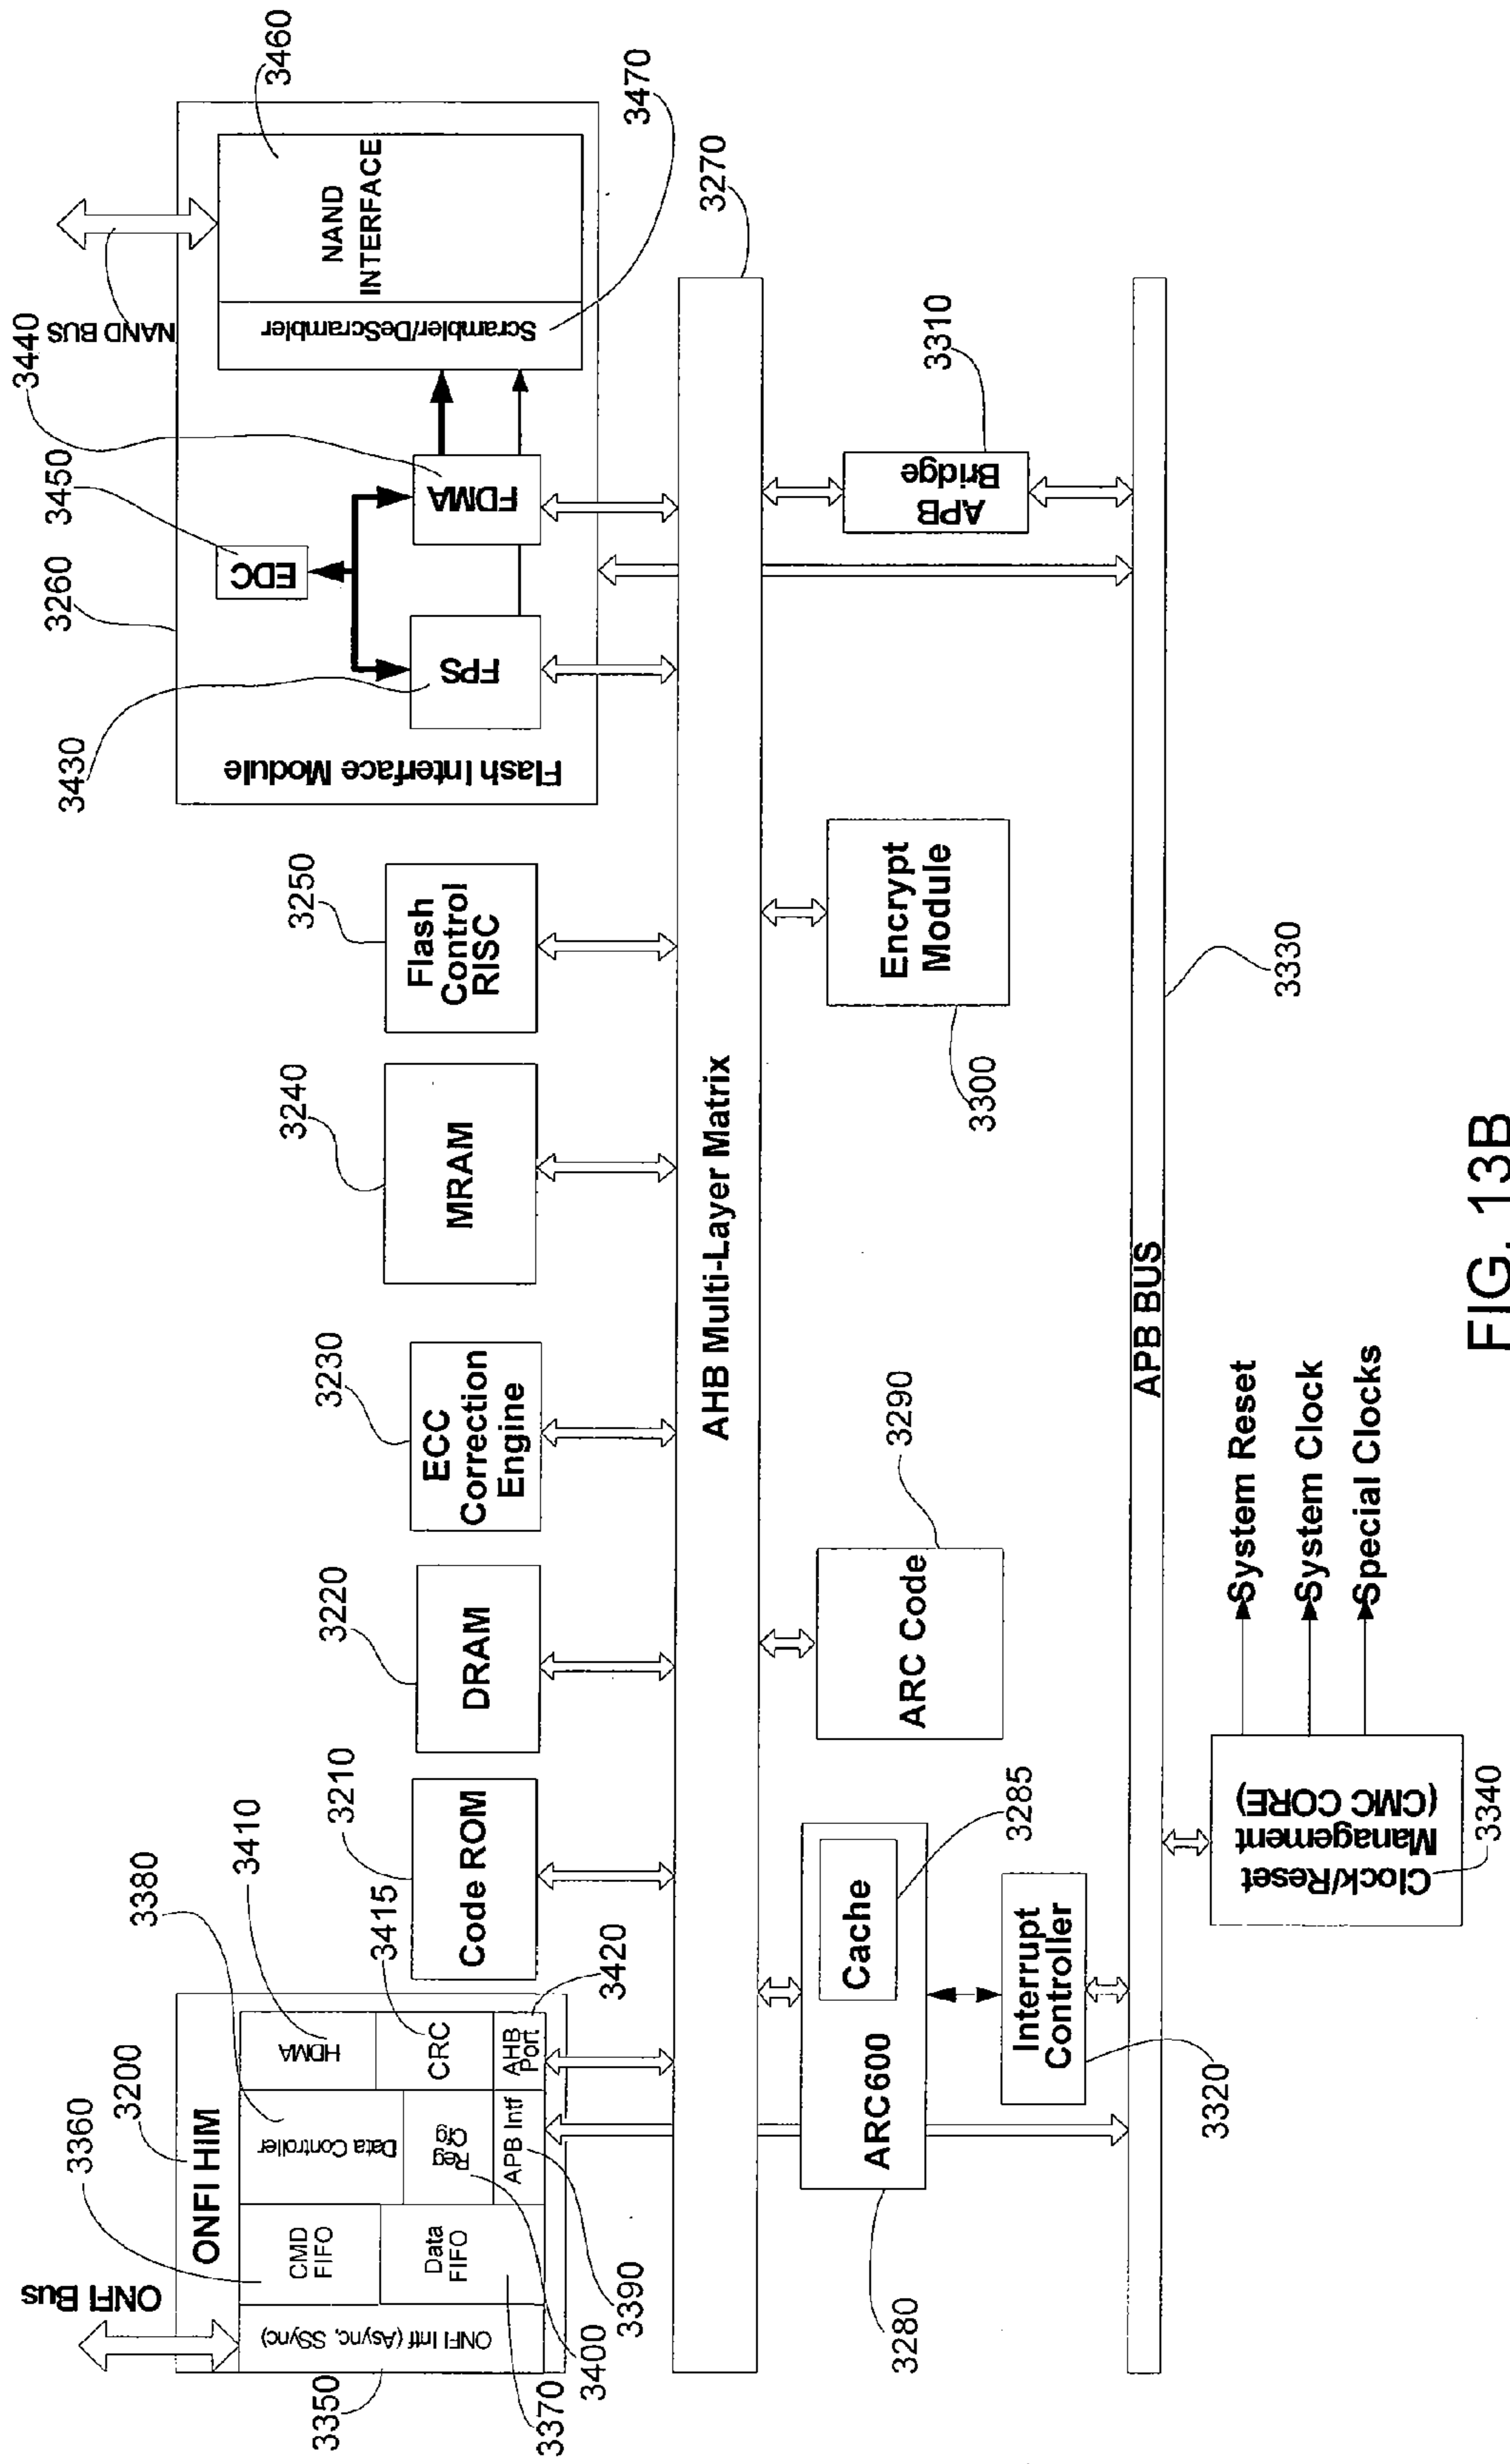 ONFI Bus
NAND BUS
3200
3360
3380
3410
3415
3420
3350
3370
3400
3390
ONFI HIM
ONFI Intf (Async, SSync)
CMD
FIFO
Data
FIFO
Data Controller
APB Intf
HDMA
CRC
AHB
Port
3210
Code ROM
3220
DRAM
3230
ECC
Correction
Engine
3240
MRAM
3250
Flash
Control
RISC
3260
Flash Interface Module
3430
FPS
3450
EDC
3440
FDMA
Scrambler/DeScrambler
NAND
INTERFACE
3460
3470
AHB Multi-Layer Matrix
3270
ARC600
Cache
3285
3280
ARC Code
3290
Encrypt
Module
3300
APB
Bridge
3310
Interrupt
Controller
3320
APB BUS
3330
Clock/Reset
Management
(CMC CORE)
3340
System Reset
System Clock
Special Clocks
FIG. 13B